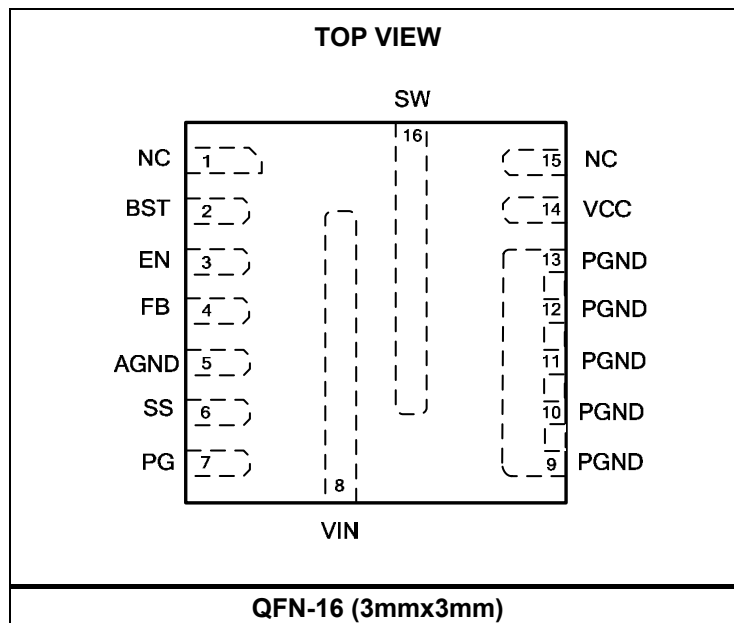 TOP VIEW
SW
16
NC 1 15 NC
BST 2 14 VCC
EN 3 13 PGND
FB 4 12 PGND
AGND 5 11 PGND
SS 6 10 PGND
PG 7 9 PGND
8
VIN
QFN-16 (3mmx3mm)